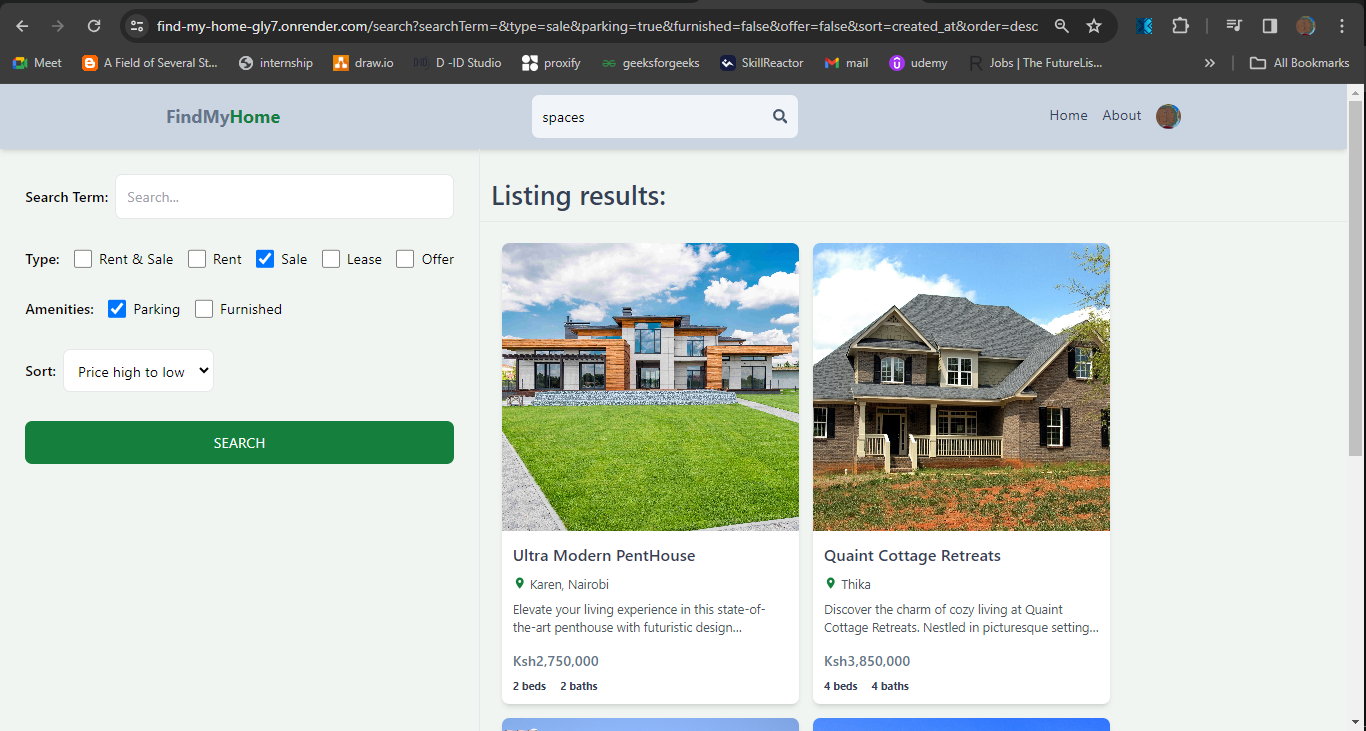 find-my-home-gly7.onrender.com/search?searchTerm=&type=sale&parking=true&furnished=false&offer=false&sort=created_at&order=desc
Meet A Field of Several St... internship draw.io D -ID Studio proxify geeksforgeeks SkillReactor mail udemy Jobs | The FutureLis... » All Bookmarks
FindMyHome spaces Home About
Search Term: Search...
Type: Rent & Sale Rent Sale Lease Offer
Amenities: Parking Furnished
Sort: Price high to low
SEARCH
Listing results:
Ultra Modern PentHouse
Karen, Nairobi
Elevate your living experience in this state-of-
the-art penthouse with futuristic design...
Ksh2,750,000
2 beds 2 baths
Quaint Cottage Retreats
Thika
Discover the charm of cozy living at Quaint
Cottage Retreats. Nestled in picturesque setting...
Ksh3,850,000
4 beds 4 baths